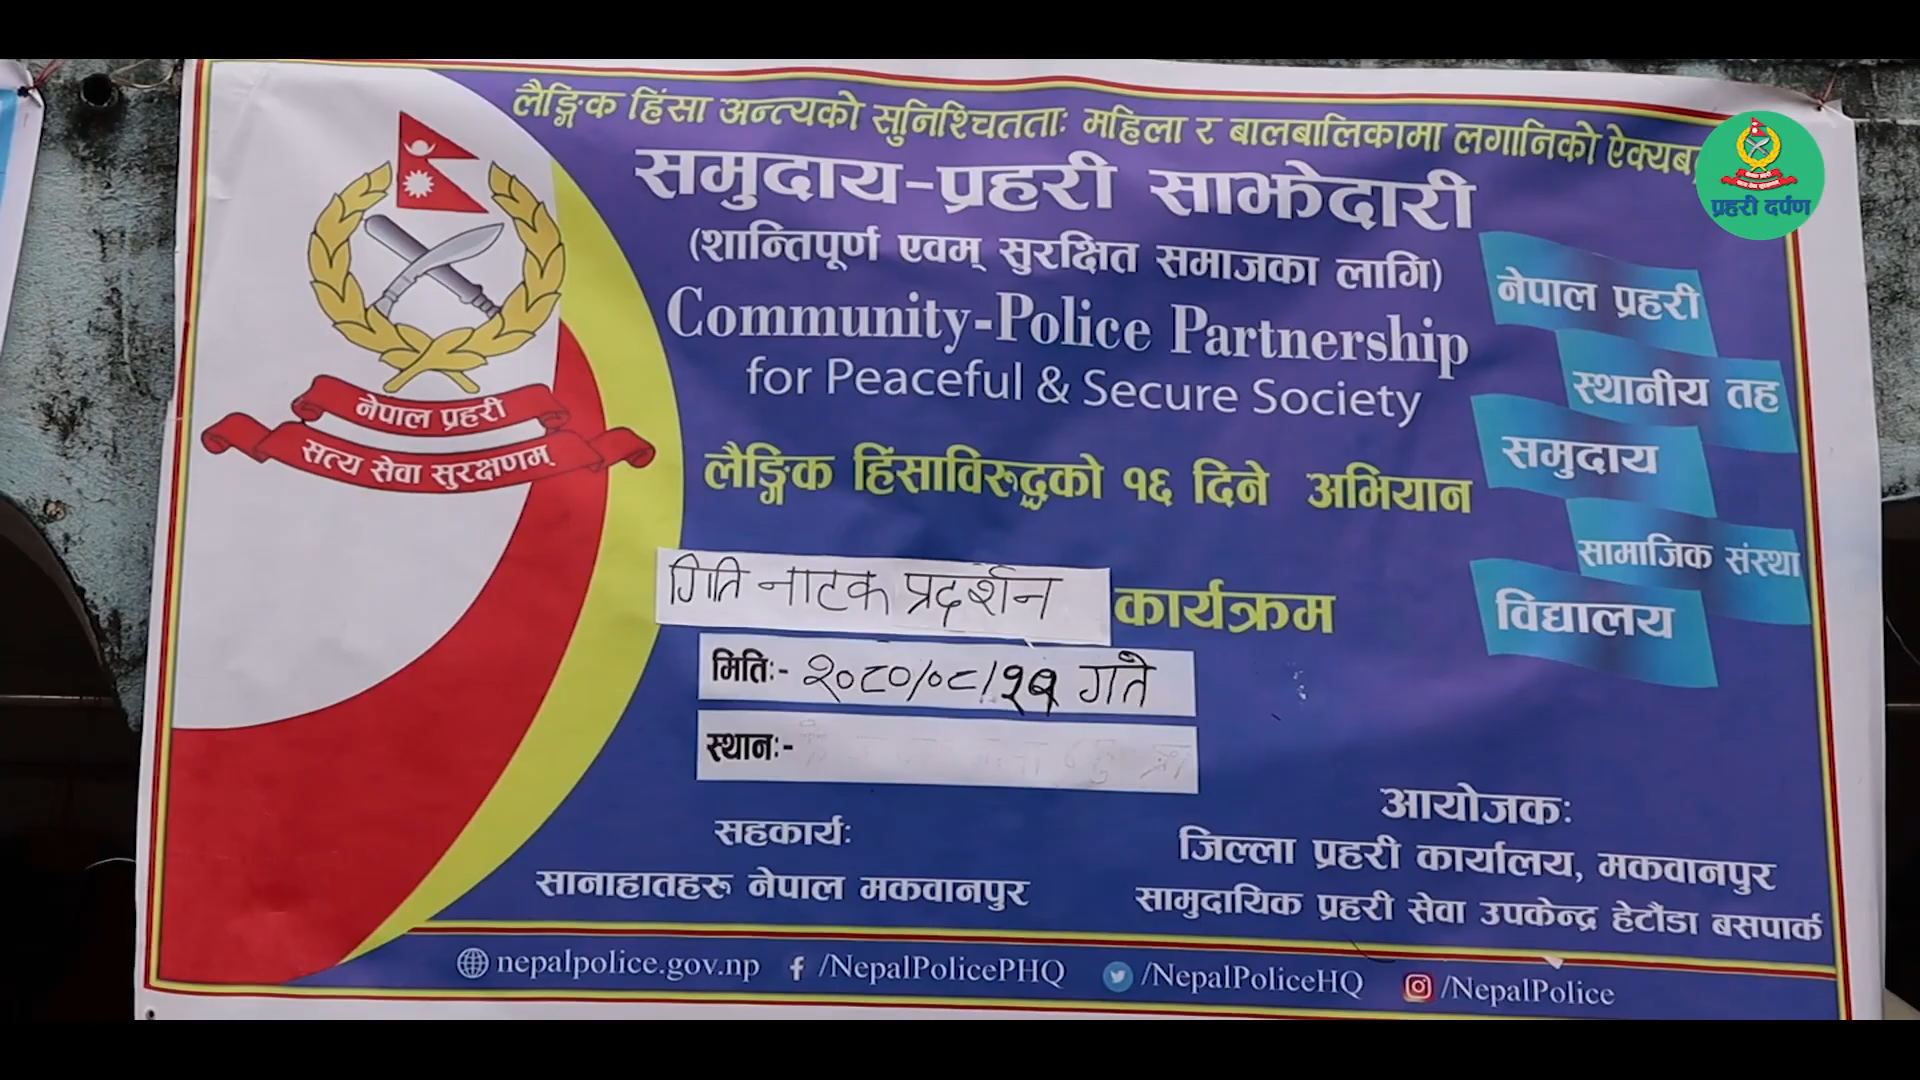 लैङ्गिक हिंसा अन्त्यको सुनिश्चितताः महिला र बालबालिकामा लगानिको
समुदाय-प्रहरी साझेदारी
(शान्तिपूर्ण एवम् सुरक्षित समाजका लागि)
Community-Police Partnership
for Peaceful & Secure Society
लैङ्गिक हिंसाविरुद्धको १६ दिने अभियान
गिति नाटक प्रदर्शन कार्यक्रम
मितिः- २०८०/०८/ गते
स्थानः-
सहकार्यः
सानाहातहरू नेपाल मकवानपुर
आयोजकः
जिल्ला प्रहरी कार्यालय, मकवानपुर
सामुदायिक प्रहरी सेवा उपकेन्द्र हेटौंडा बसपार्क
नेपाल प्रहरी
स्थानीय तह
समुदाय
सामाजिक संस्था
विद्यालय
नेपाल प्रहरी
सत्य सेवा सुरक्षणम्
प्रहरी दर्पण
nepalpolice.gov.np /NepalPolicePHQ /NepalPoliceHQ /NepalPolice